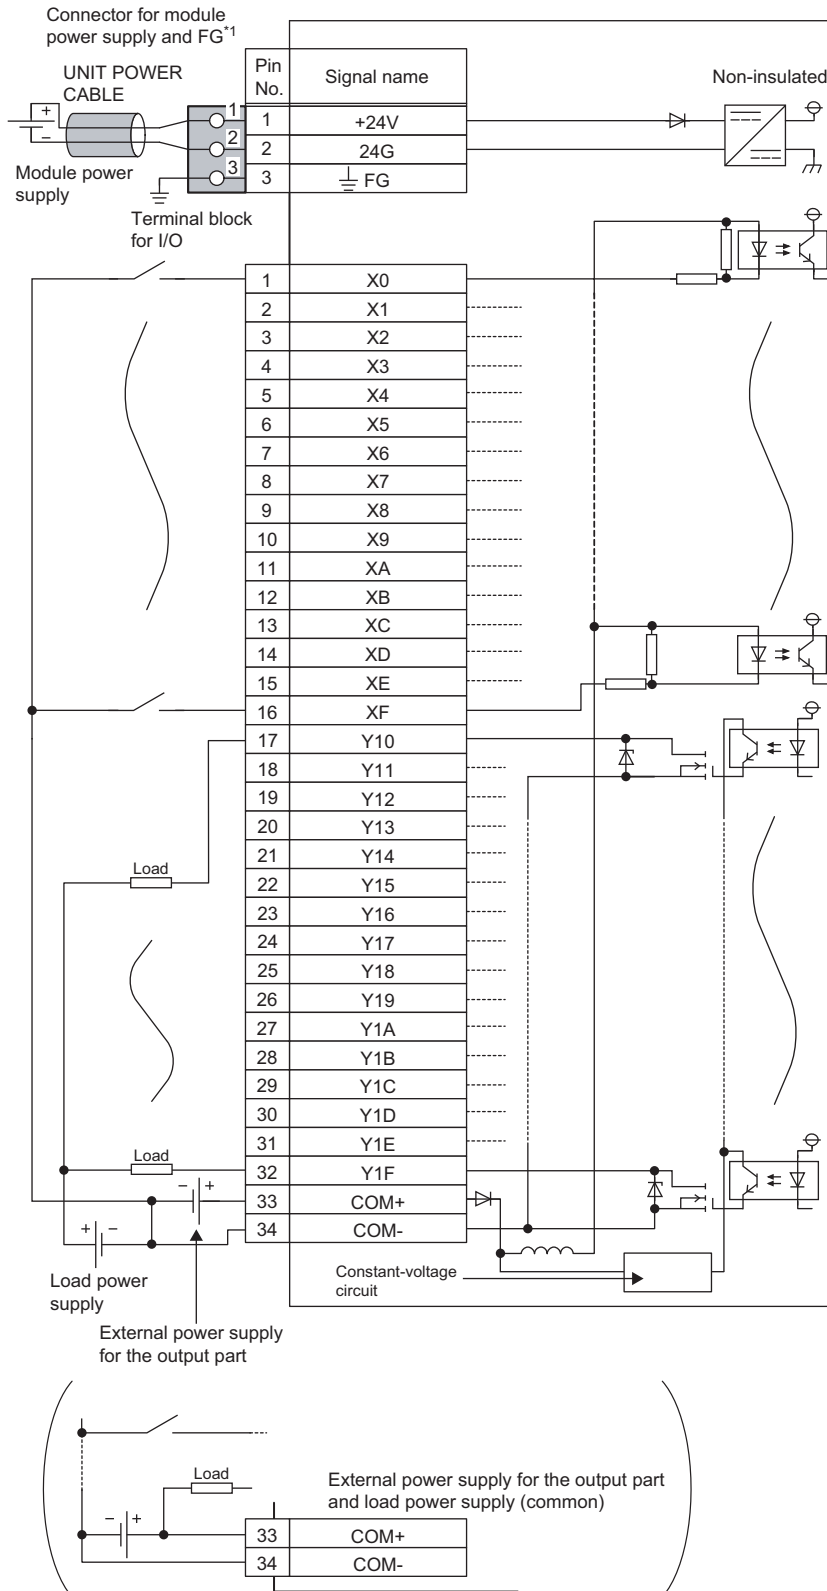 Connector for module
power supply and FG*1
UNIT POWER
CABLE
Pin
No.
Signal name
Non-insulated
+
−
1
2
3
1 +24V
2 24G
3 FG
Module power
supply
Terminal block
for I/O
1 X0
2 X1
3 X2
4 X3
5 X4
6 X5
7 X6
8 X7
9 X8
10 X9
11 XA
12 XB
13 XC
14 XD
15 XE
16 XF
17 Y10
18 Y11
19 Y12
20 Y13
21 Y14
Load
22 Y15
23 Y16
24 Y17
25 Y18
26 Y19
27 Y1A
28 Y1B
29 Y1C
30 Y1D
31 Y1E
Load
32 Y1F
− +
33 COM+
+ −
34 COM-
Load power
supply
Constant-voltage
circuit
External power supply
for the output part
Load
External power supply for the output part
and load power supply (common)
− +
33 COM+
34 COM-